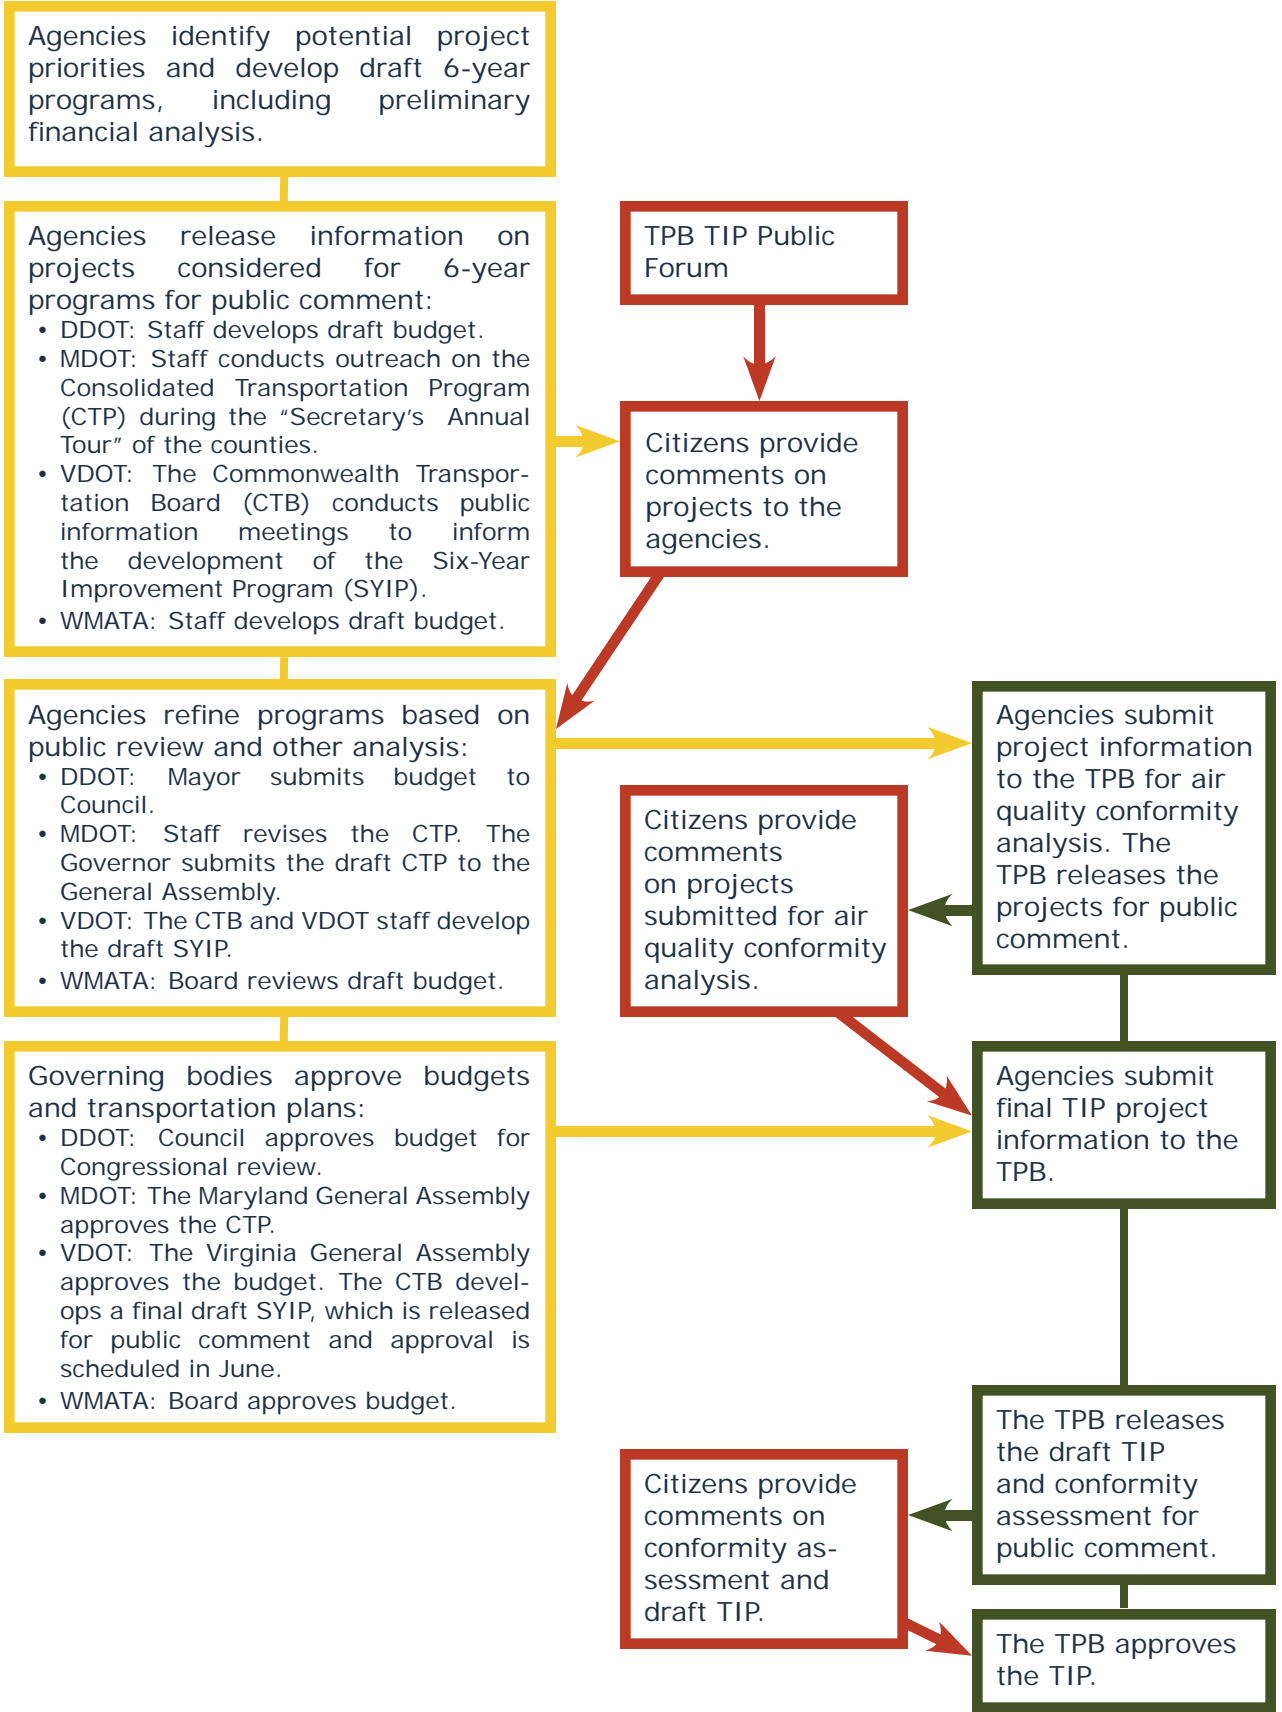 Agencies identify potential project
priorities and develop draft 6-year
programs, including preliminary
financial analysis.
Agencies release information on
projects considered for 6-year
programs for public comment:
• DDOT: Staff develops draft budget.
• MDOT: Staff conducts outreach on the
Consolidated Transportation Program
(CTP) during the “Secretary’s Annual
Tour” of the counties.
• VDOT: The Commonwealth Transpor-
tation Board (CTB) conducts public
information meetings to inform
the development of the Six-Year
Improvement Program (SYIP).
• WMATA: Staff develops draft budget.
TPB TIP Public
Forum
Citizens provide
comments on
projects to the
agencies.
Agencies refine programs based on
public review and other analysis:
• DDOT: Mayor submits budget to
Council.
• MDOT: Staff revises the CTP. The
Governor submits the draft CTP to the
General Assembly.
• VDOT: The CTB and VDOT staff develop
the draft SYIP.
• WMATA: Board reviews draft budget.
Agencies submit
project information
to the TPB for air
quality conformity
analysis. The
TPB releases the
projects for public
comment.
Citizens provide
comments
on projects
submitted for air
quality conformity
analysis.
Governing bodies approve budgets
and transportation plans:
• DDOT: Council approves budget for
Congressional review.
• MDOT: The Maryland General Assembly
approves the CTP.
• VDOT: The Virginia General Assembly
approves the budget. The CTB devel-
ops a final draft SYIP, which is released
for public comment and approval is
scheduled in June.
• WMATA: Board approves budget.
Agencies submit
final TIP project
information to the
TPB.
The TPB releases
the draft TIP
and conformity
assessment for
public comment.
Citizens provide
comments on
conformity as-
sessment and
draft TIP.
The TPB approves
the TIP.